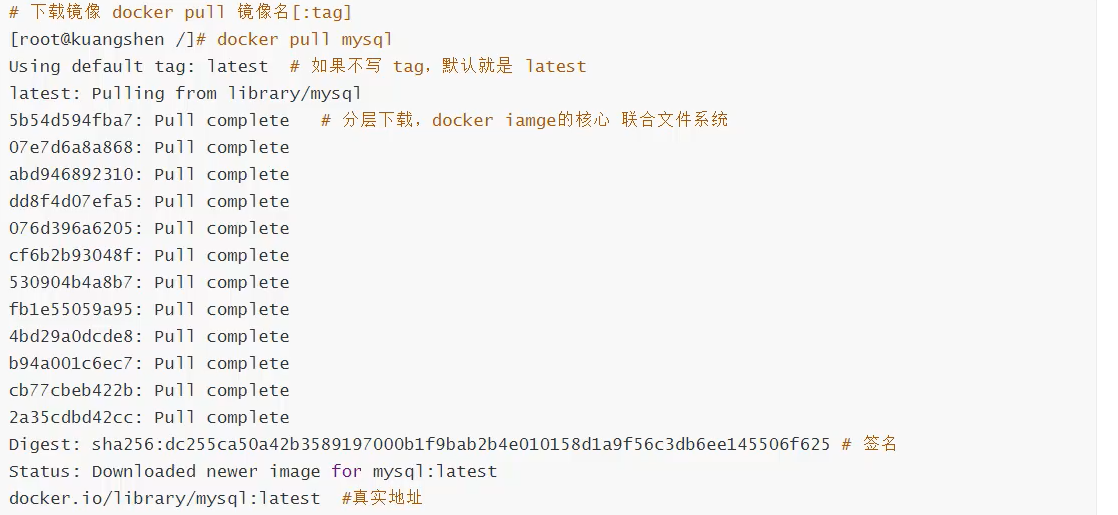 # 下载镜像 docker pull 镜像名[:tag]
[root@kuangshen /]# docker pull mysql
Using default tag: latest  # 如果不写 tag，默认就是 latest
latest: Pulling from library/mysql
5b54d594fba7: Pull complete   # 分层下载，docker iamge的核心 联合文件系统
07e7d6a8a868: Pull complete
abd946892310: Pull complete
dd8f4d07efa5: Pull complete
076d396a6205: Pull complete
cf6b2b93048f: Pull complete
530904b4a8b7: Pull complete
fb1e55059a95: Pull complete
4bd29a0dcde8: Pull complete
b94a001c6ec7: Pull complete
cb77cbeb422b: Pull complete
2a35cdbd42cc: Pull complete
Digest: sha256:dc255ca50a42b3589197000b1f9bab2b4e010158d1a9f56c3db6ee145506f625 # 签名
Status: Downloaded newer image for mysql:latest
docker.io/library/mysql:latest  #真实地址